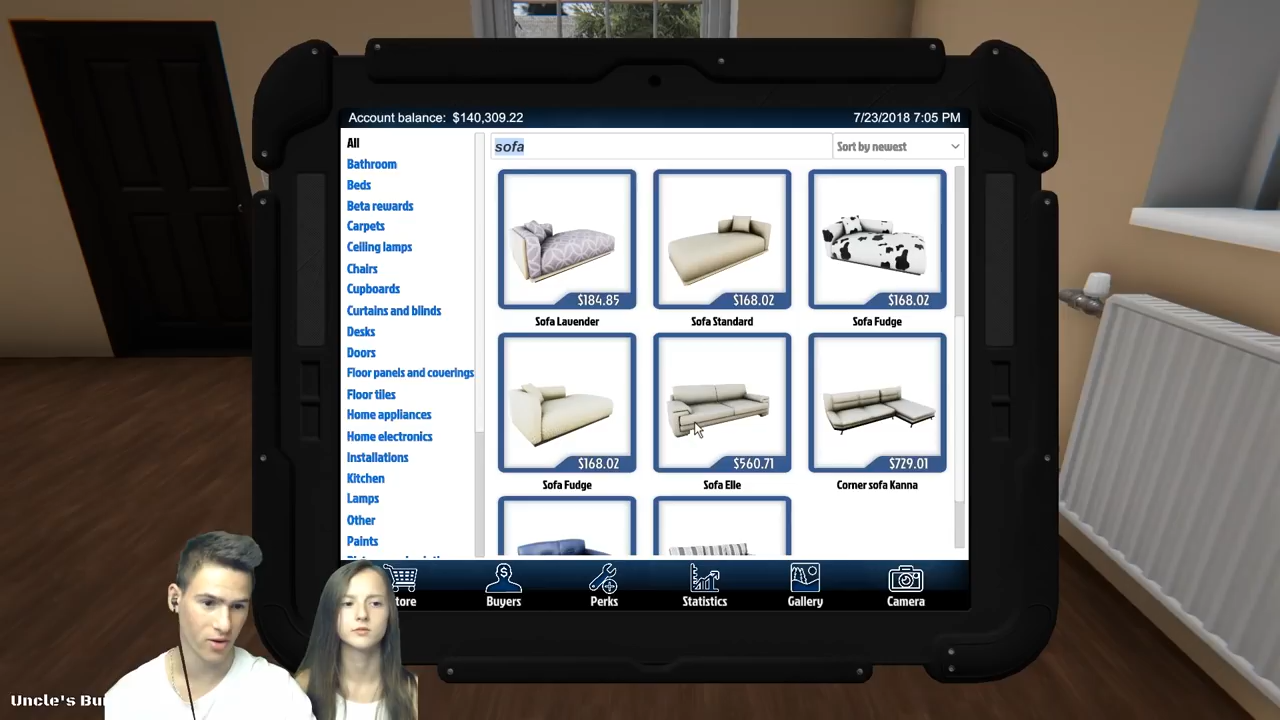 Account balance: $140,309.22
7/23/2018 7:05 PM
All
Bathroom
Beds
Beta rewards
Carpets
Ceiling lamps
Chairs
Cupboards
Curtains and blinds
Desks
Doors
Floor panels and coverings
Floor tiles
Home appliances
Home electronics
Installations
Kitchen
Lamps
Other
Paints
sofa
Sort by newest
$184.85
$168.02
$168.02
Sofa Lavender
Sofa Standard
Sofa Fudge
$168.02
$560.71
$729.01
Sofa Fudge
Sofa Elle
Corner sofa Kanna
tore
Buyers
Perks
Statistics
Gallery
Camera
Uncle's Bu